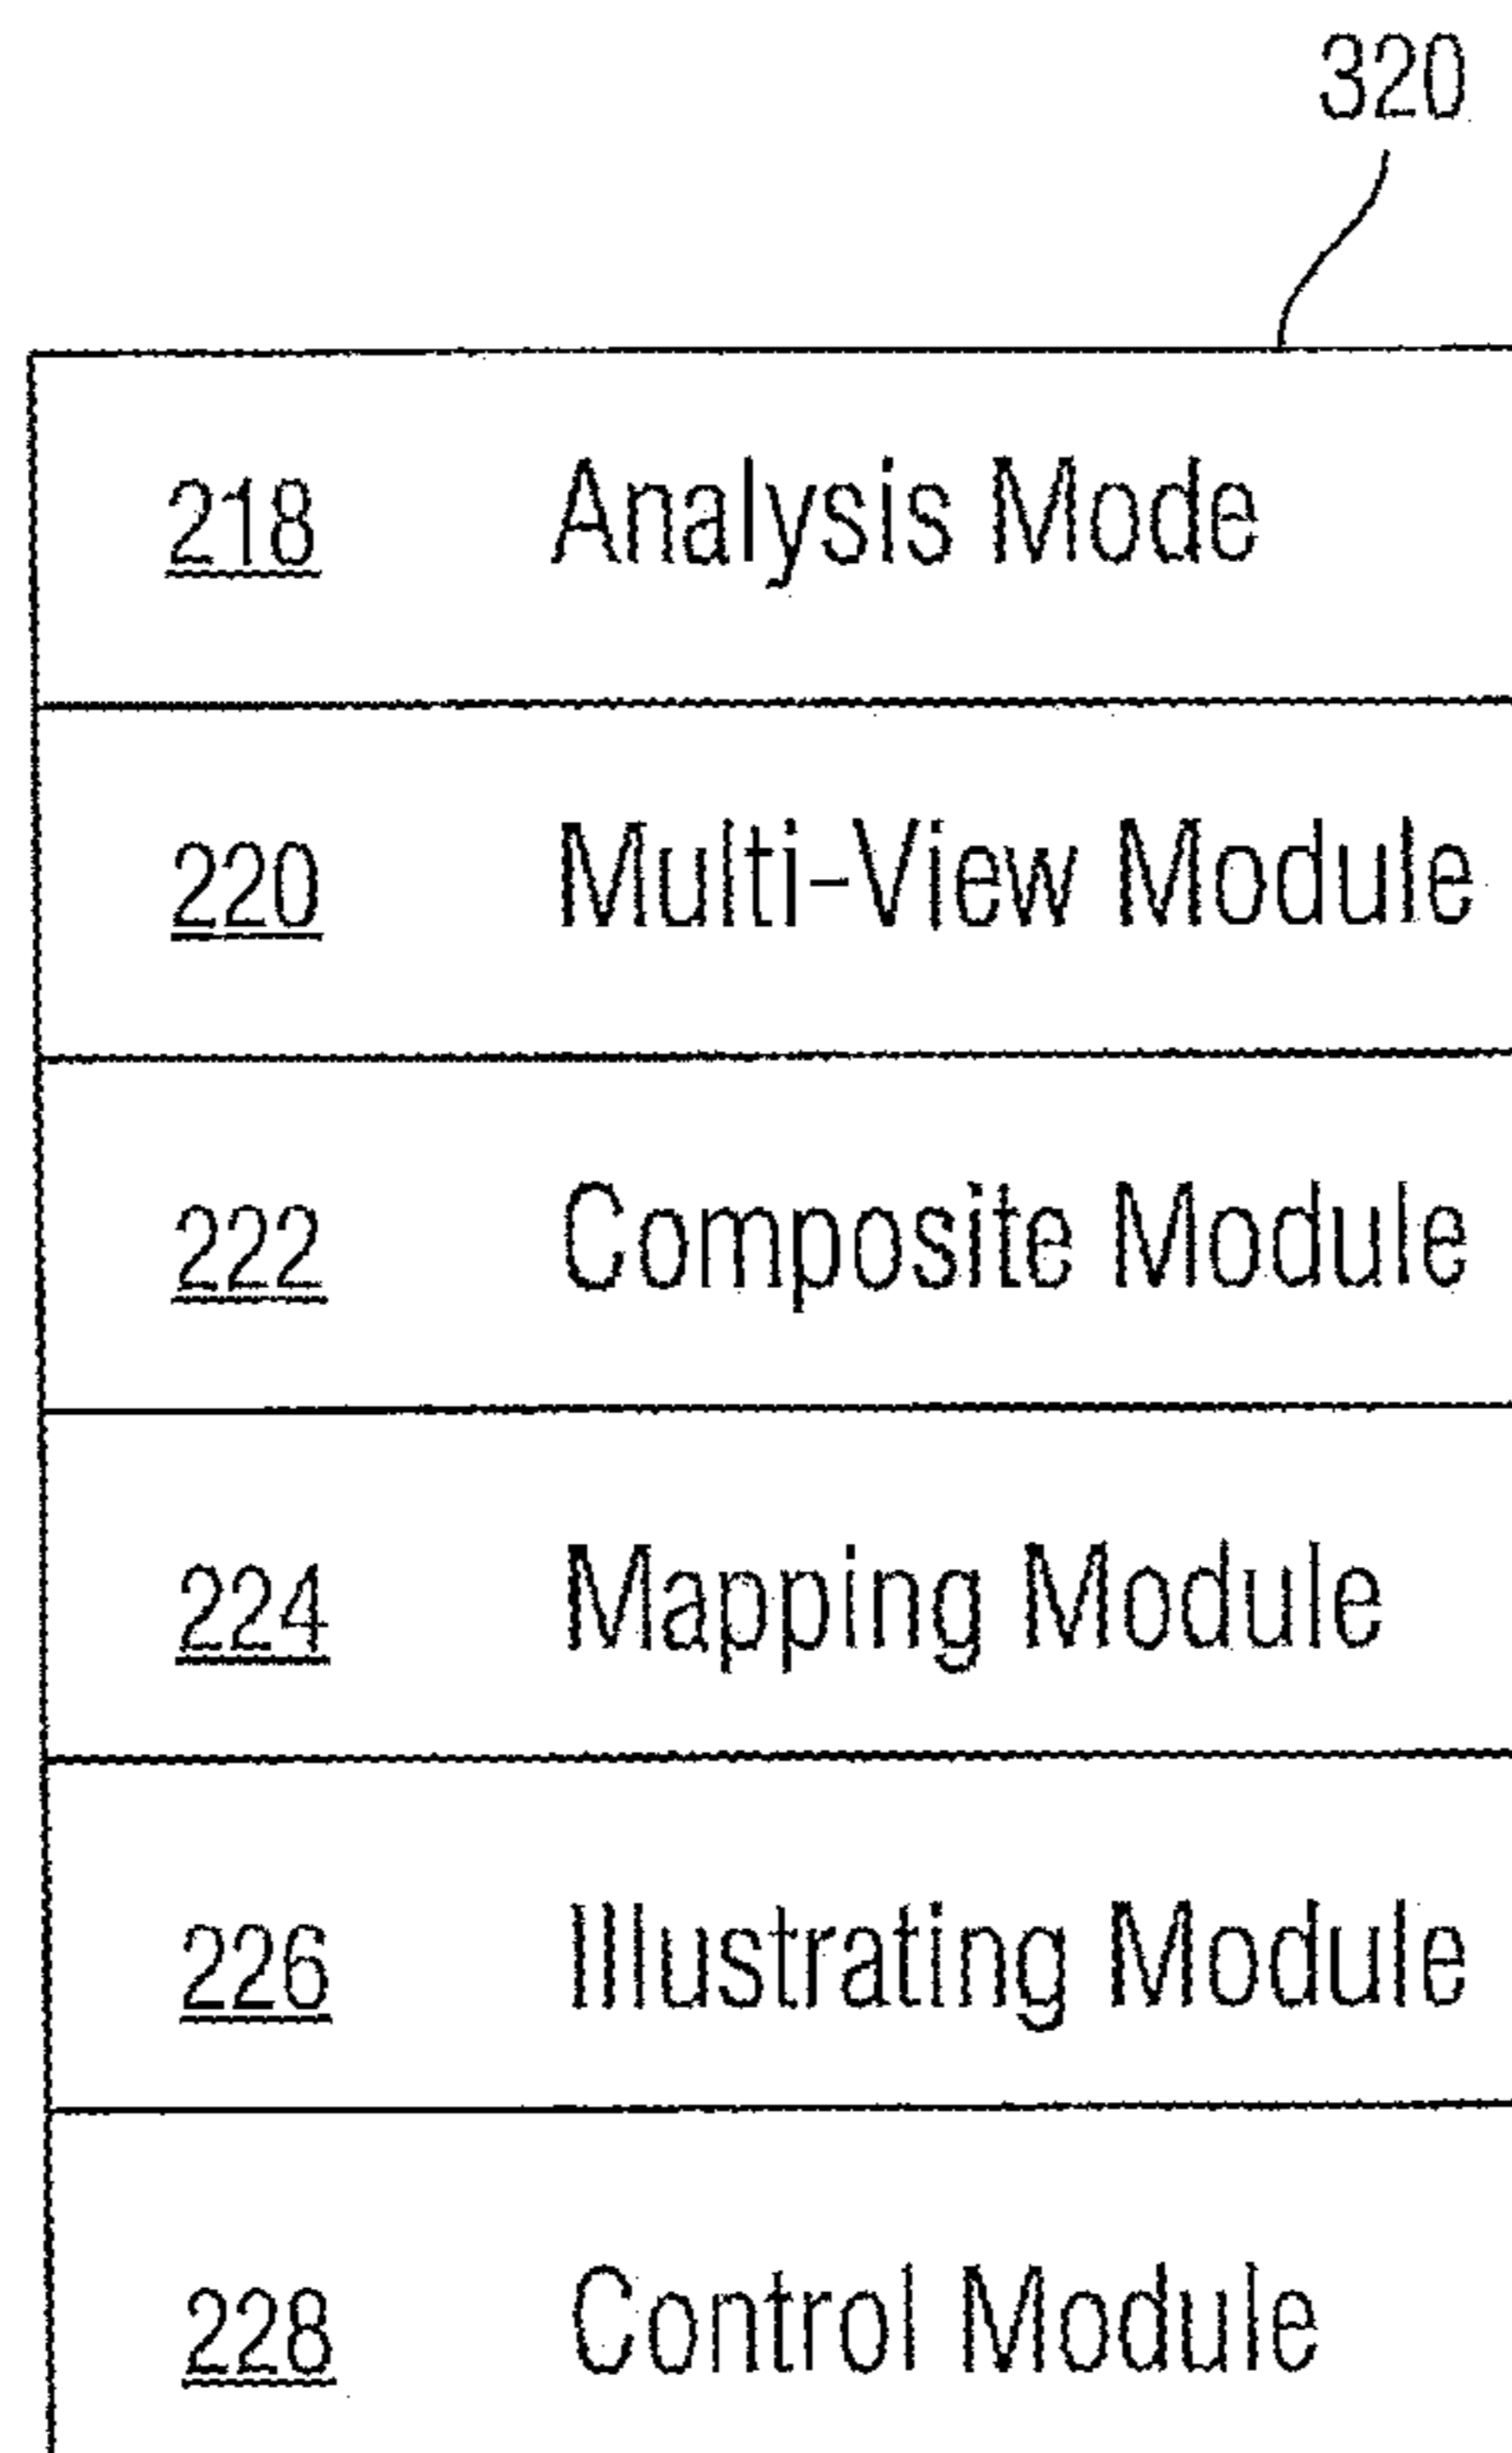 320
218 Analysis Mode
220 Multi-View Module
222 Composite Module
224 Mapping Module
226 Illustrating Module
228 Control Module